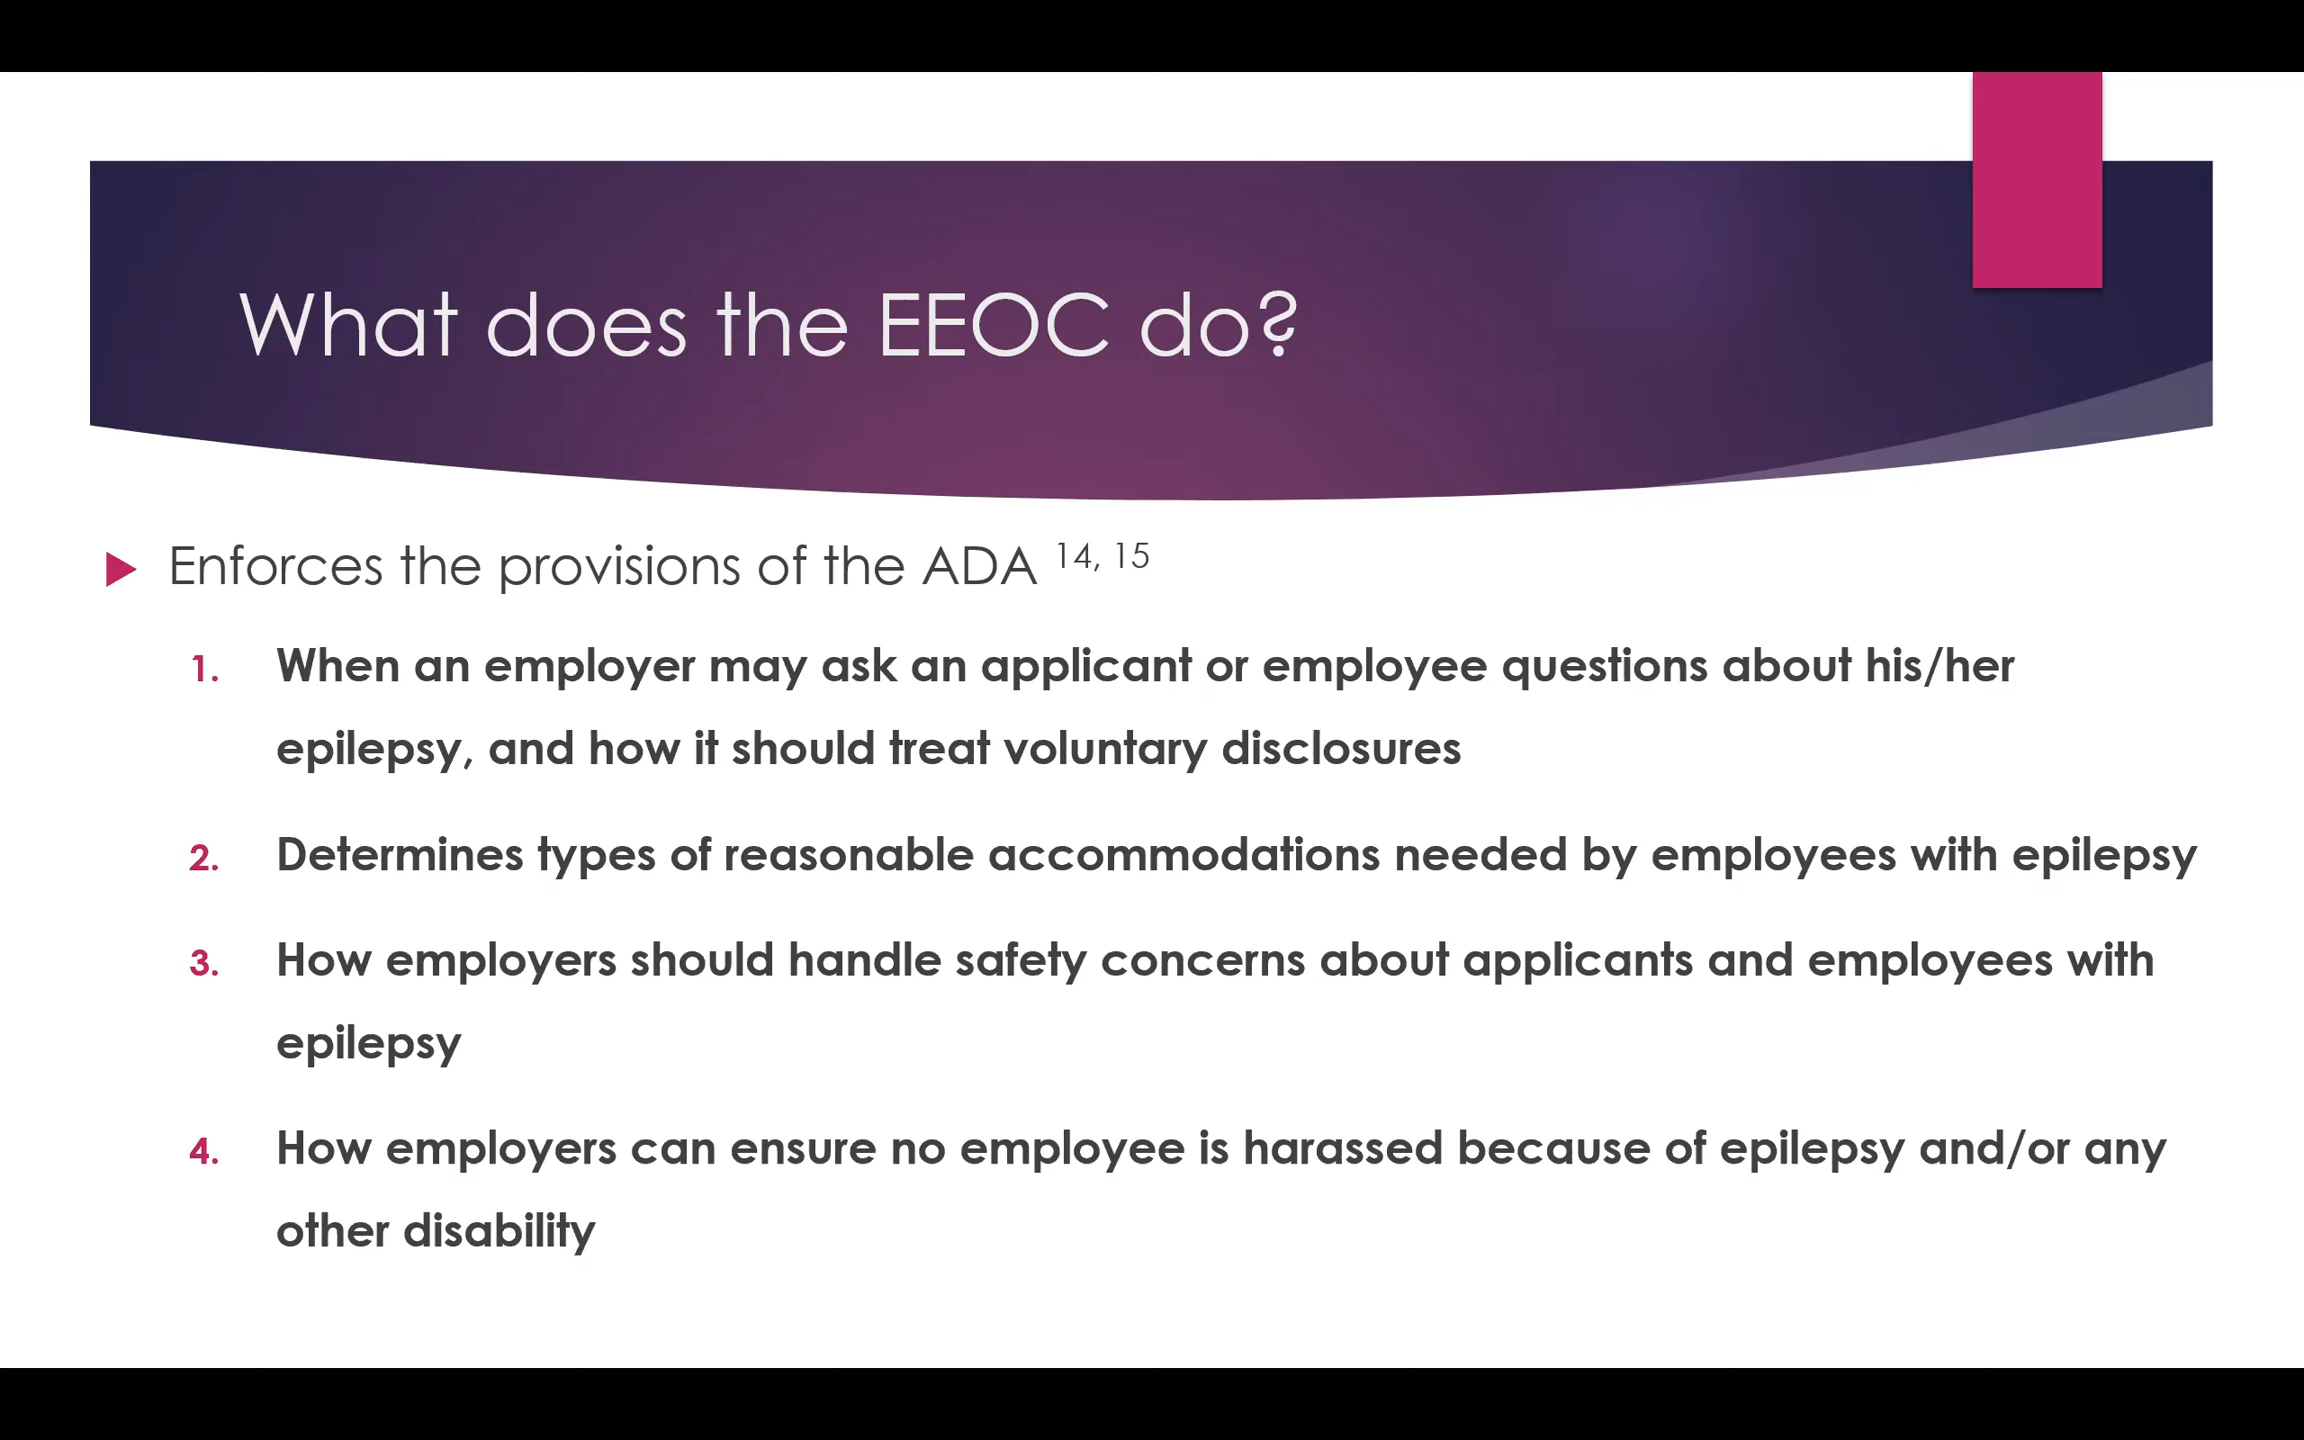 What does the EEOC do?
Enforces the provisions of the ADA 14, 15
1. When an employer may ask an applicant or employee questions about his/her
epilepsy, and how it should treat voluntary disclosures
2. Determines types of reasonable accommodations needed by employees with epilepsy
3. How employers should handle safety concerns about applicants and employees with
epilepsy
4. How employers can ensure no employee is harassed because of epilepsy and/or any
other disability